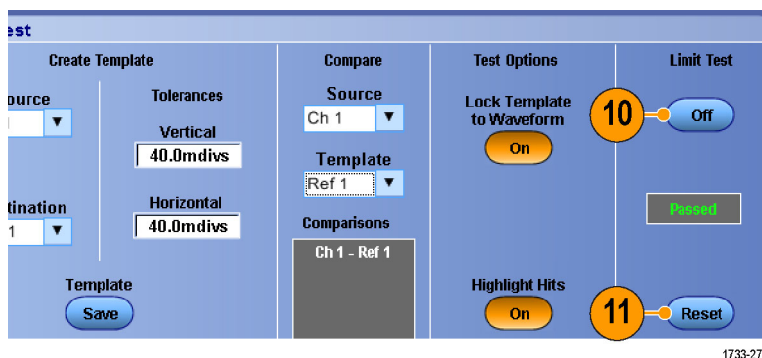 est
Create Template
Compare
Test Options
Limit Test
ource
Tolerances
Vertical
40.0mdivs
Horizontal
40.0mdivs
tination
1
Template
Save
Source
Ch 1
Template
Ref 1
Comparisons
Ch 1 - Ref 1
Lock Template
to Waveform
On
Highlight Hits
On
10
Off
Passed
11
Reset
1733-27